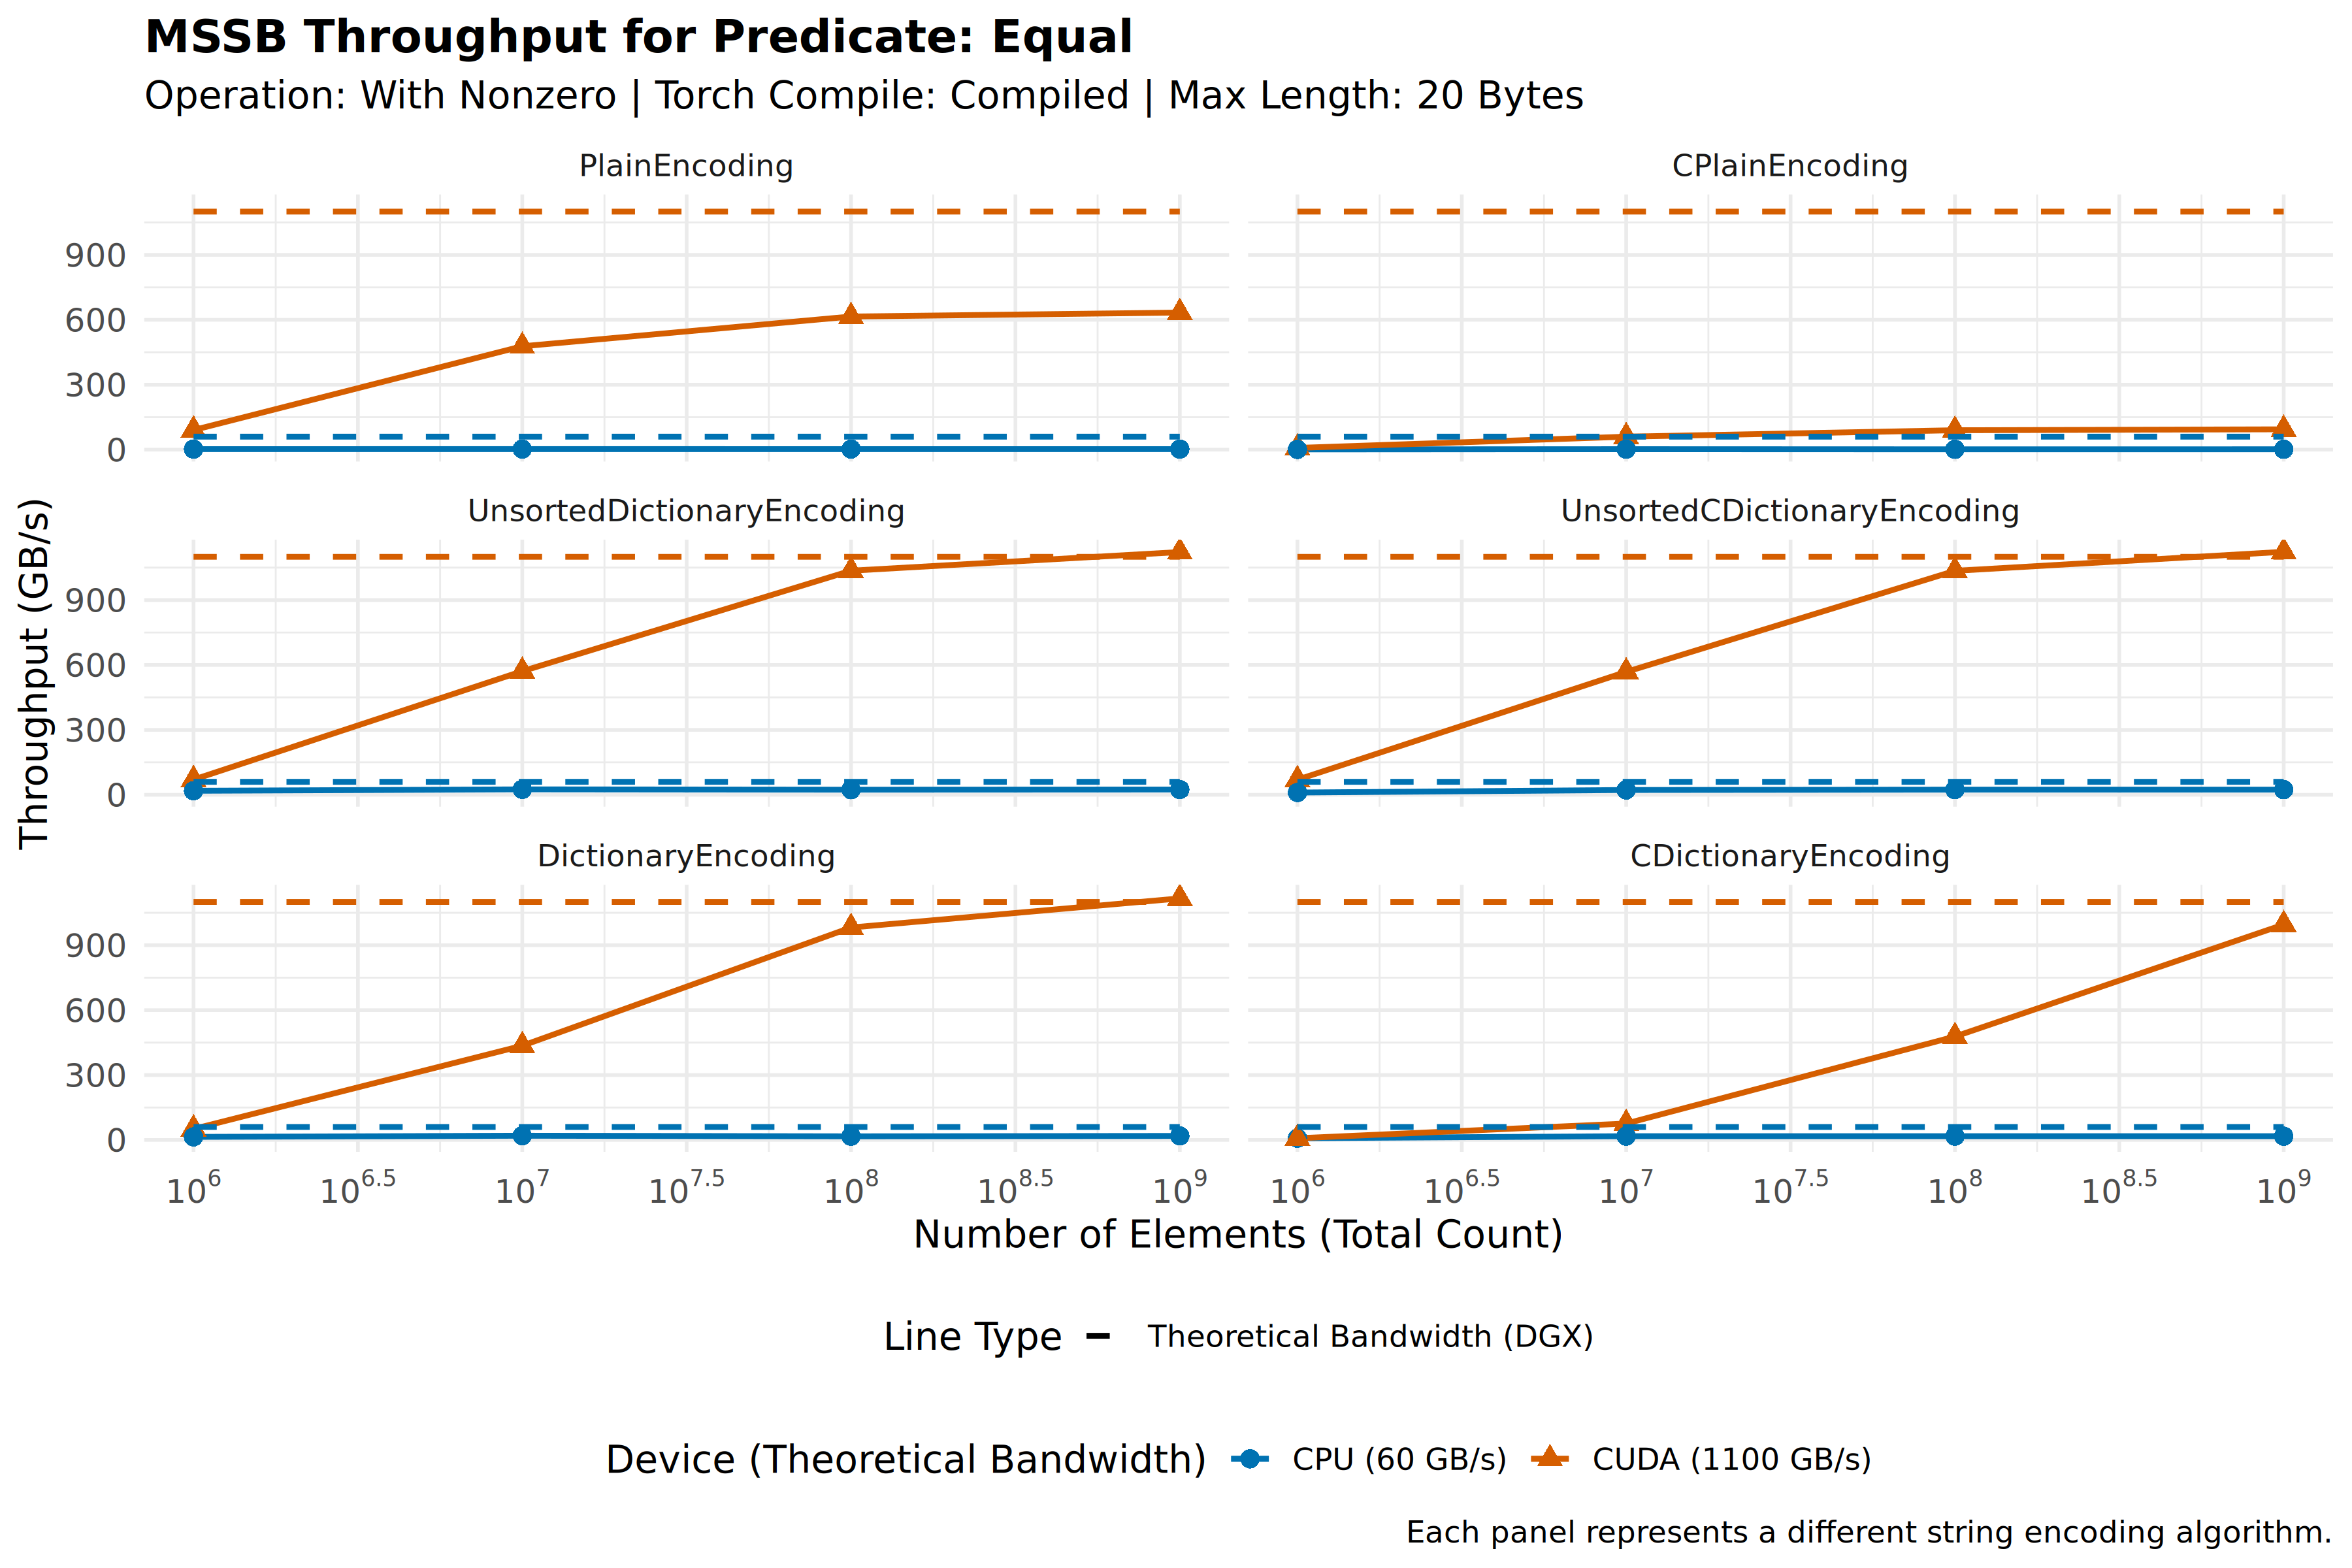 MSSB Throughput for Predicate: Equal
Operation: With Nonzero | Torch Compile: Compiled | Max Length: 20 Bytes
PlainEncoding
CPlainEncoding
900
600
300
0
UnsortedDictionaryEncoding
UnsortedCDictionaryEncoding
900
600
300
0
Throughput (GB/s)
DictionaryEncoding
CDictionaryEncoding
900
600
300
0
10^6 10^6.5 10^7 10^7.5 10^8 10^8.5 10^9
10^6 10^6.5 10^7 10^7.5 10^8 10^8.5 10^9
Number of Elements (Total Count)
Line Type Theoretical Bandwidth (DGX)
Device (Theoretical Bandwidth) CPU (60 GB/s) CUDA (1100 GB/s)
Each panel represents a different string encoding algorithm.